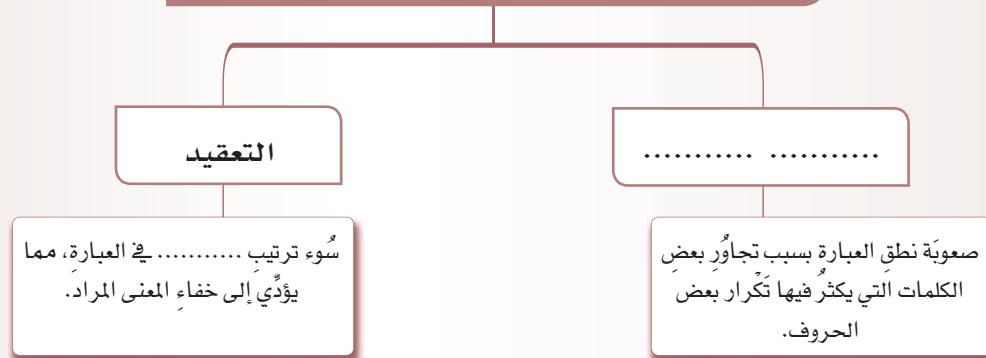 ........... ...........
التعقيد
صعوبَة نطقِ العبارةِ بسبب تجاوُرِ بعضِ
الكلمات التي يكثرُ فيها تَكْرار بعض
الحروف.
سُوء ترتيبِ ........... في العبارةِ، مما
يؤدِّي إلى خفاءِ المعنى المراد.